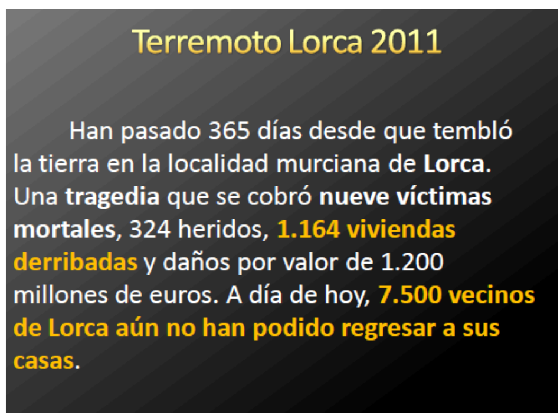 Terremoto Lorca 2011
Han pasado 365 días desde que tembló
la tierra en la localidad murciana de Lorca.
Una tragedia que se cobró nueve víctimas
mortales, 324 heridos, 1.164 viviendas
derribadas y daños por valor de 1.200
millones de euros. A día de hoy, 7.500 vecinos
de Lorca aún no han podido regresar a sus
casas.